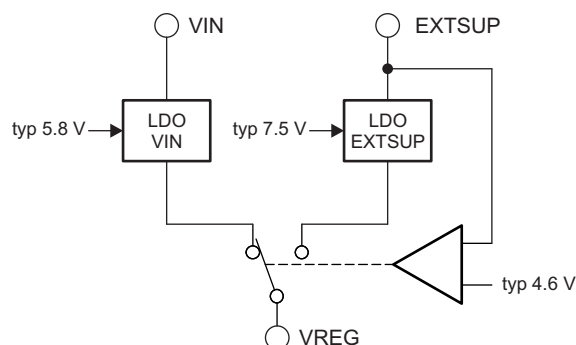 VIN
EXTSUP
typ 5.8 V
LDO
VIN
typ 7.5 V
LDO
EXTSUP
typ 4.6 V
VREG